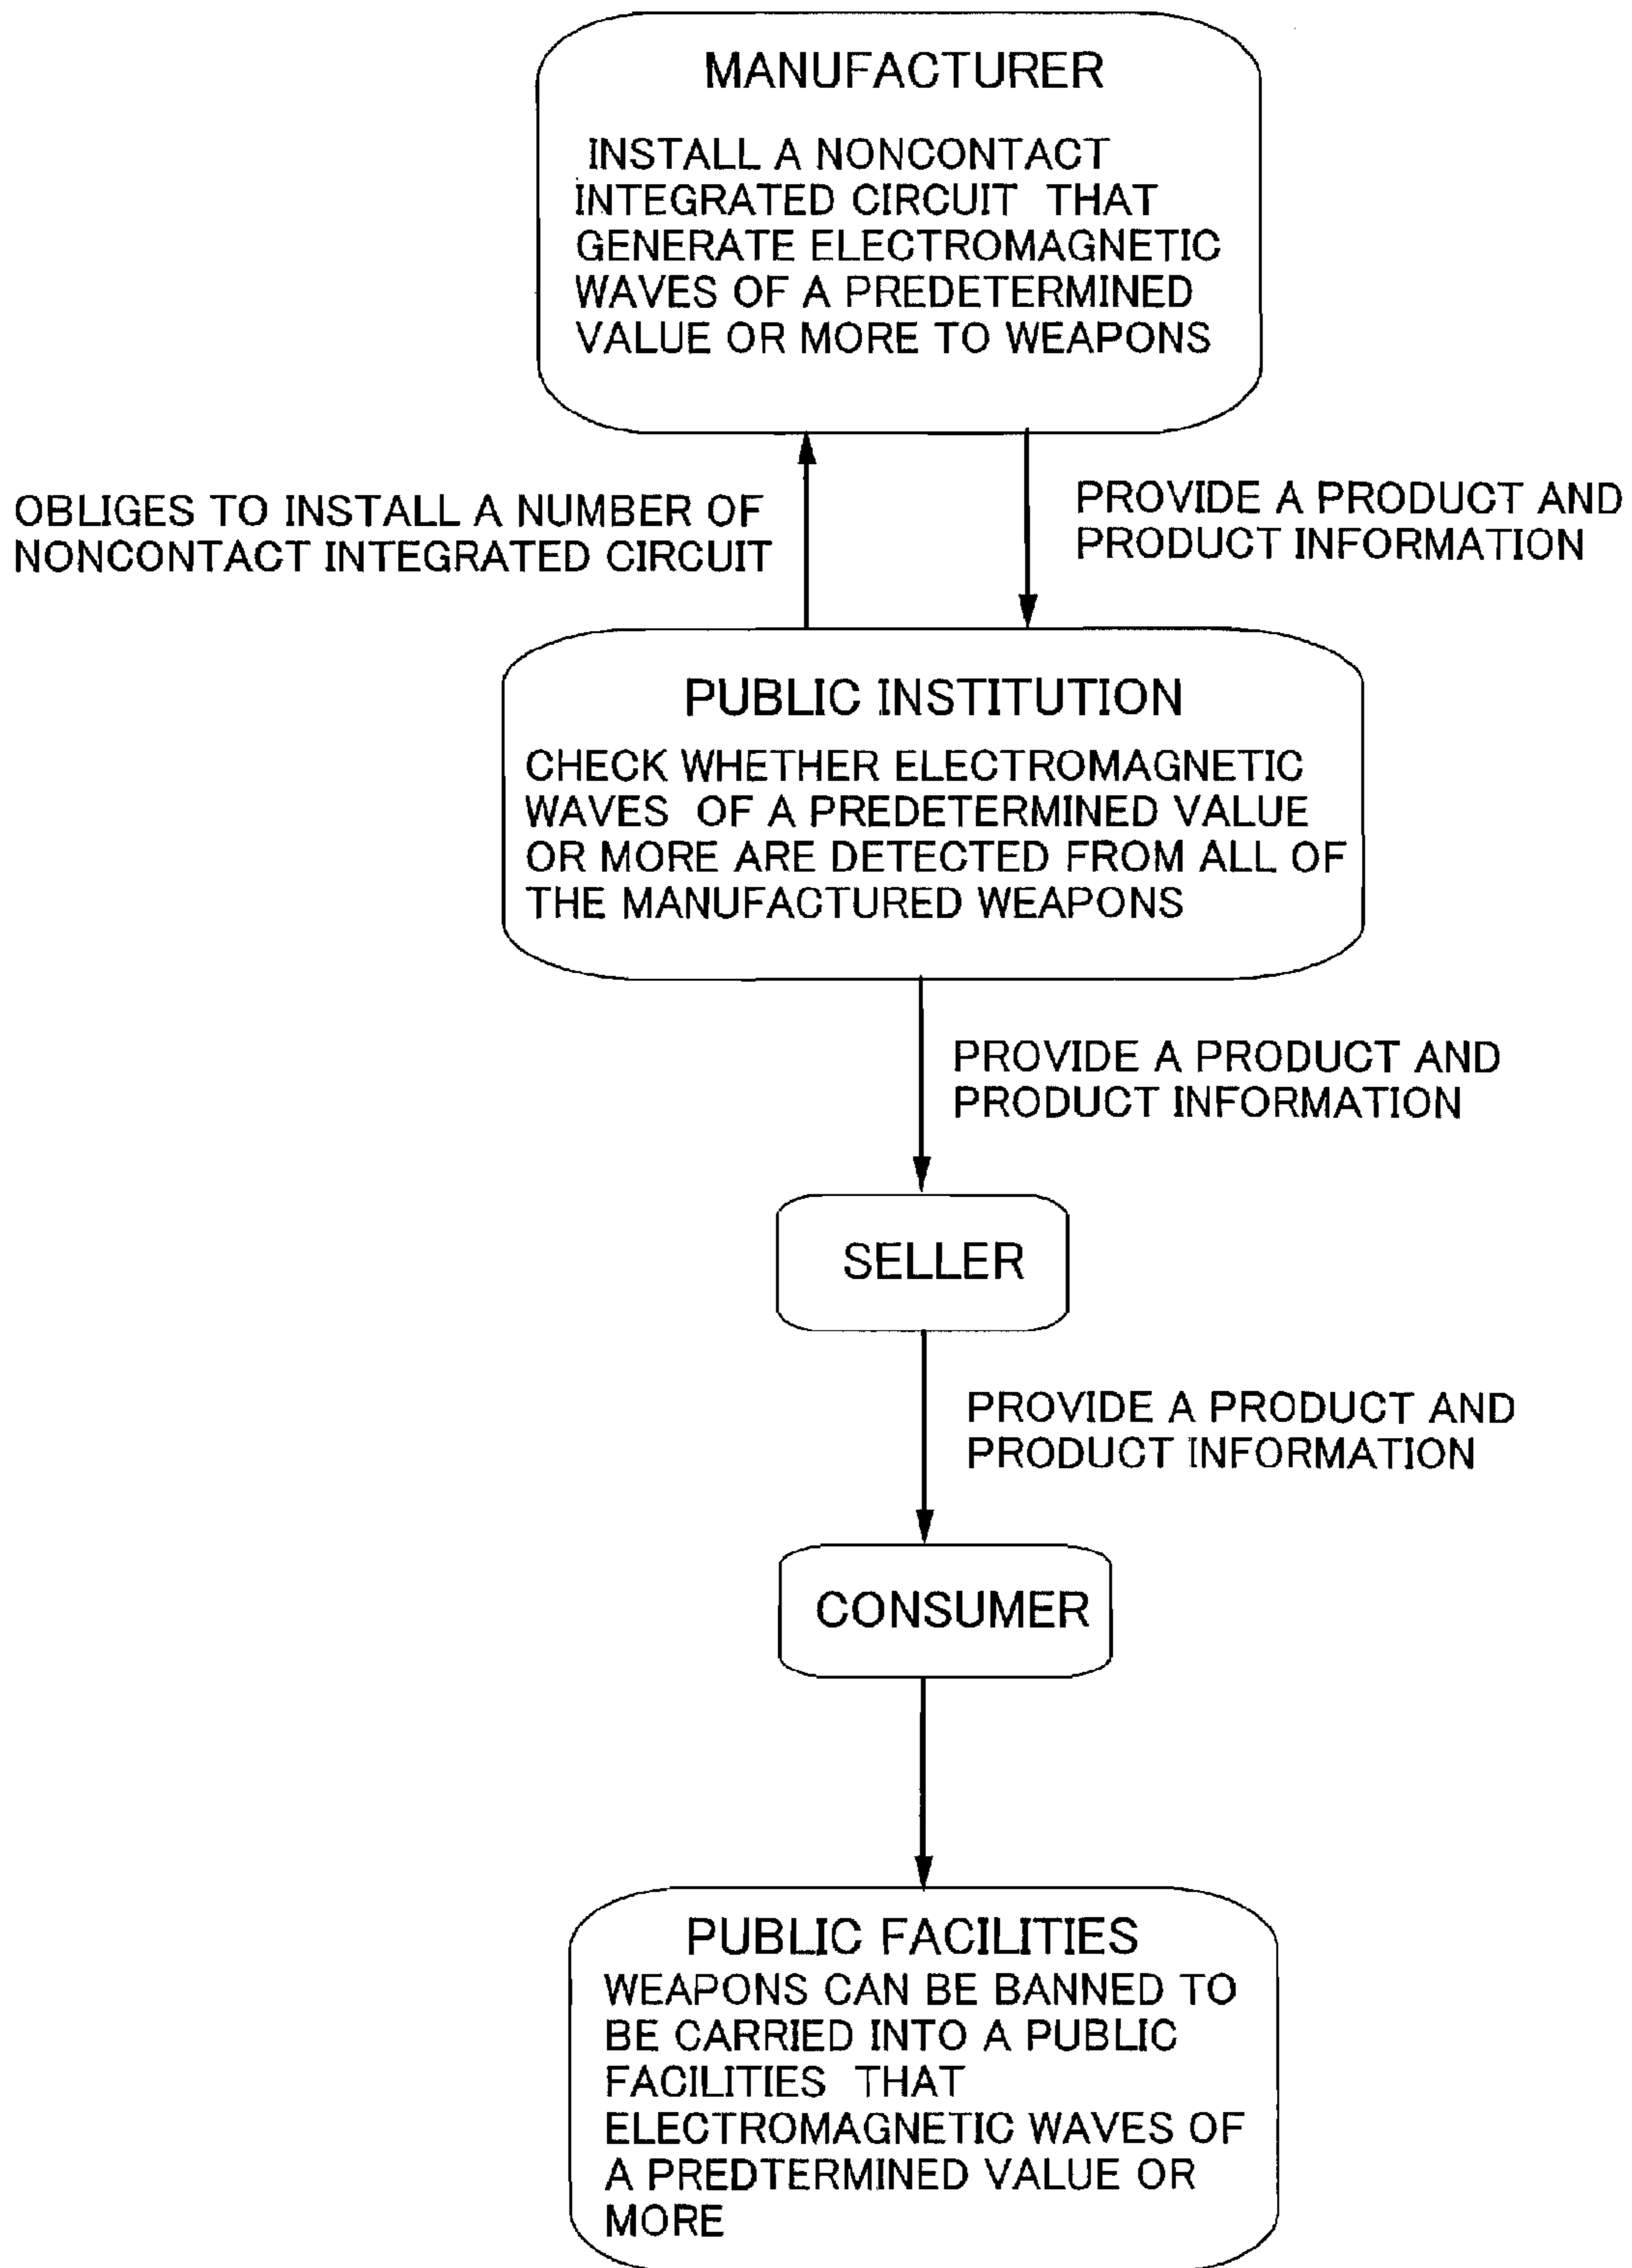 MANUFACTURER
INSTALL A NONCONTACT
INTEGRATED CIRCUIT THAT
GENERATE ELECTROMAGNETIC
WAVES OF A PREDETERMINED
VALUE OR MORE TO WEAPONS
OBLIGES TO INSTALL A NUMBER OF
NONCONTACT INTEGRATED CIRCUIT
PROVIDE A PRODUCT AND
PRODUCT INFORMATION
PUBLIC INSTITUTION
CHECK WHETHER ELECTROMAGNETIC
WAVES OF A PREDETERMINED VALUE
OR MORE ARE DETECTED FROM ALL OF
THE MANUFACTURED WEAPONS
PROVIDE A PRODUCT AND
PRODUCT INFORMATION
SELLER
PROVIDE A PRODUCT AND
PRODUCT INFORMATION
CONSUMER
PUBLIC FACILITIES
WEAPONS CAN BE BANNED TO
BE CARRIED INTO A PUBLIC
FACILITIES THAT
ELECTROMAGNETIC WAVES OF
A PREDTERMINED VALUE OR
MORE